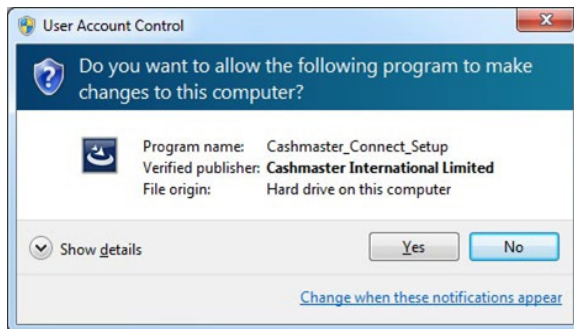 User Account Control
Do you want to allow the following program to make
changes to this computer?
Program name: Cashmaster_Connect_Setup
Verified publisher: Cashmaster International Limited
File origin: Hard drive on this computer
Show details
Yes No
Change when these notifications appear